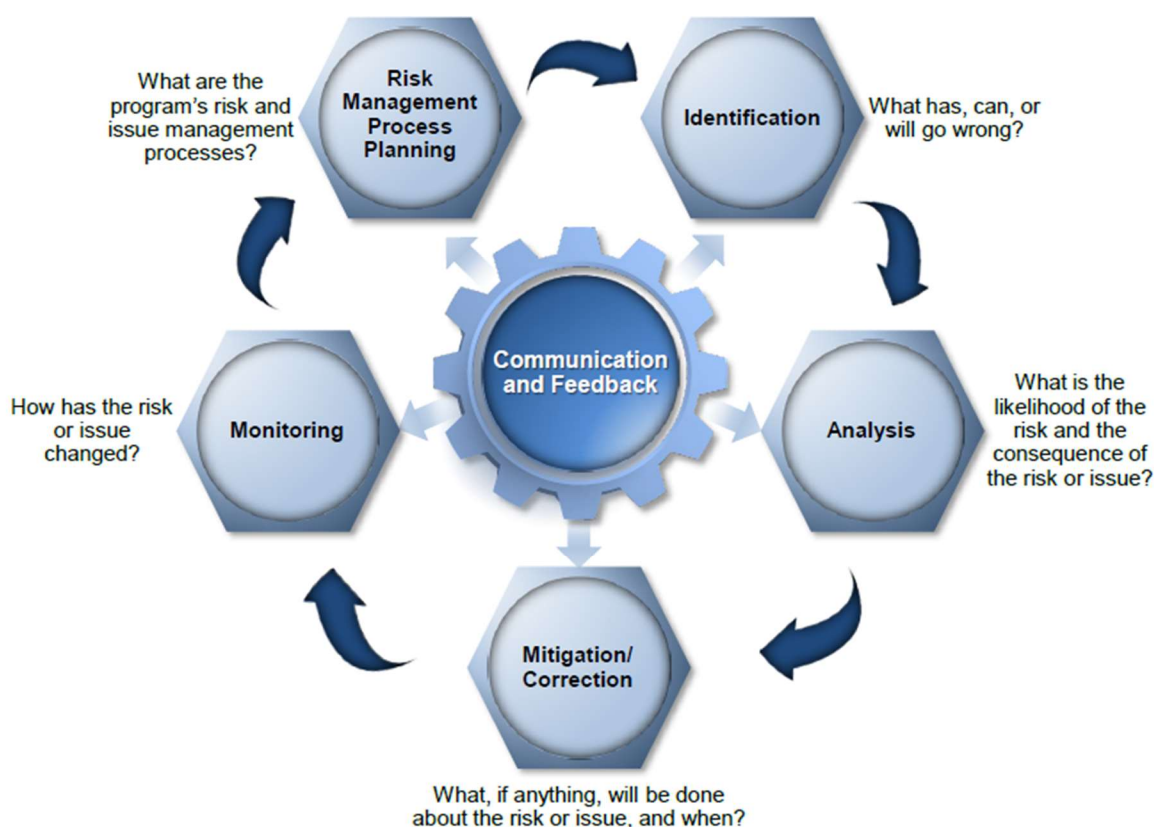 Risk
Management
Process
Planning
What are the
program's risk and
issue management
processes?
Identification
What has, can, or
will go wrong?
Communication
and Feedback
Analysis
What is the
likelihood of the
risk and the
consequence of
the risk or issue?
Mitigation/
Correction
What, if anything, will be done
about the risk or issue, and when?
Monitoring
How has the risk
or issue
changed?